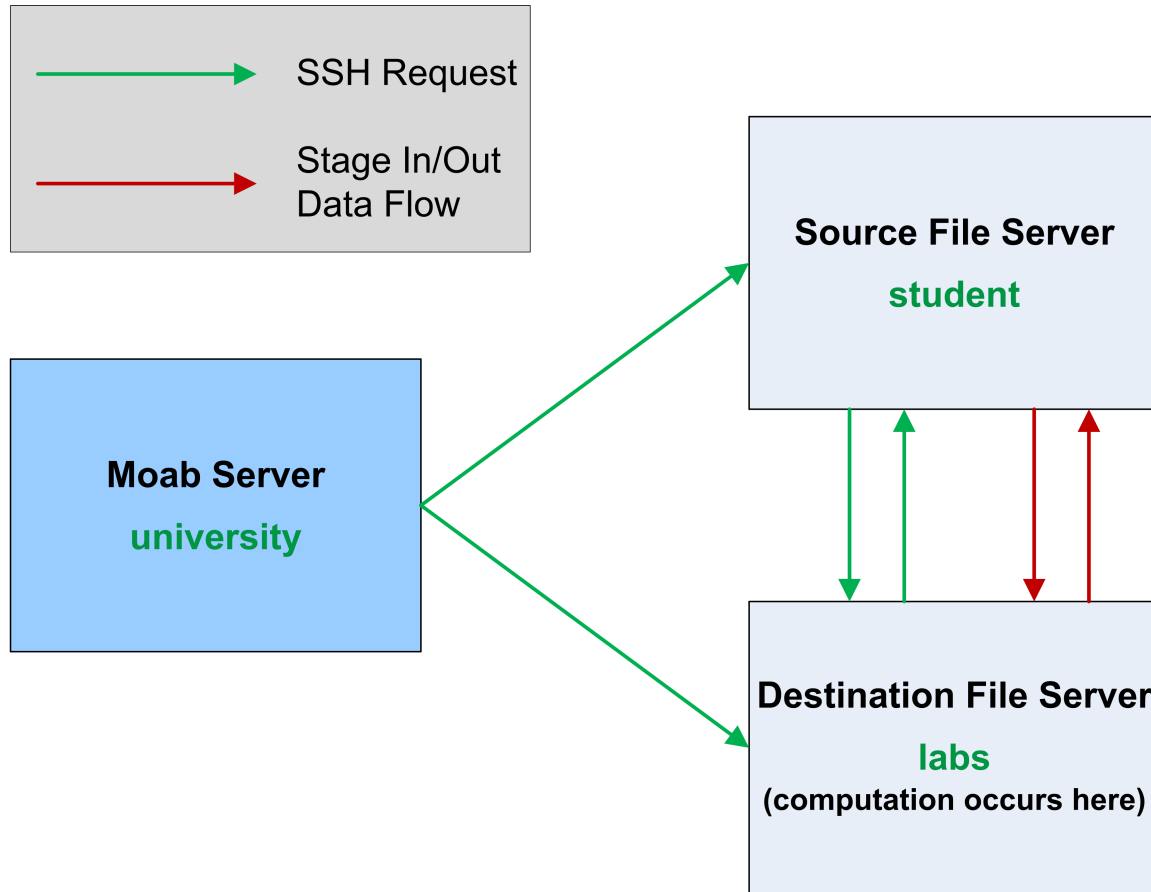 SSH Request
Stage In/Out
Data Flow
Source File Server
student
Moab Server
university
Destination File Server
labs
(computation occurs here)